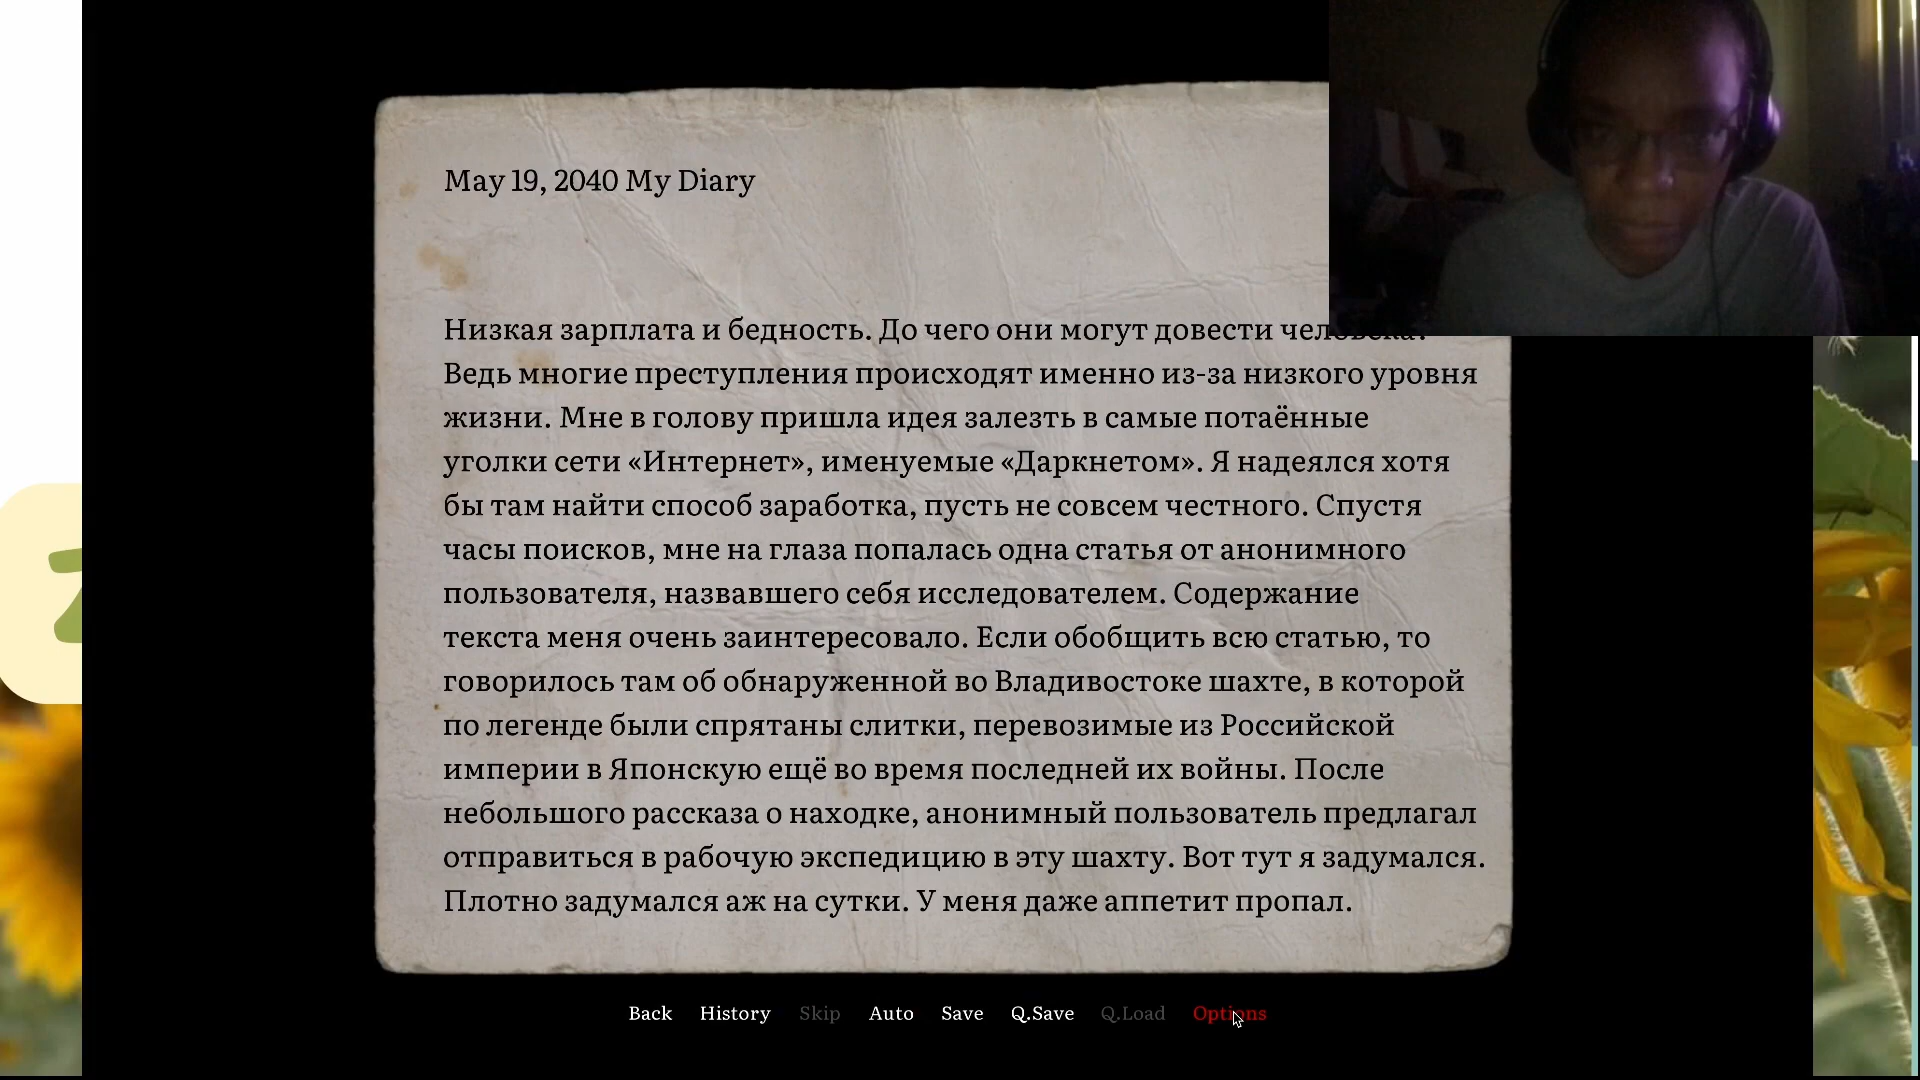 May 19, 2040 My Diary
Низкая зарплата и бедность. До чего они могут довести человека.
Ведь многие преступления происходят именно из-за низкого уровня
жизни. Мне в голову пришла идея залезть в самые потаённые
уголки сети «Интернет», именуемые «Даркнетом». Я надеялся хотя
бы там найти способ заработка, пусть не совсем честного. Спустя
часы поисков, мне на глаза попалась одна статья от анонимного
пользователя, назвавшего себя исследователем. Содержание
текста меня очень заинтересовало. Если обобщить всю статью, то
говорилось там об обнаруженной во Владивостоке шахте, в которой
по легенде были спрятаны слитки, перевозимые из Российской
империи в Японскую ещё во время последней их войны. После
небольшого рассказа о находке, анонимный пользователь предлагал
отправиться в рабочую экспедицию в эту шахту. Вот тут я задумался.
Плотно задумался аж на сутки. У меня даже аппетит пропал.
Back History Skip Auto Save Q.Save Q.Load Options